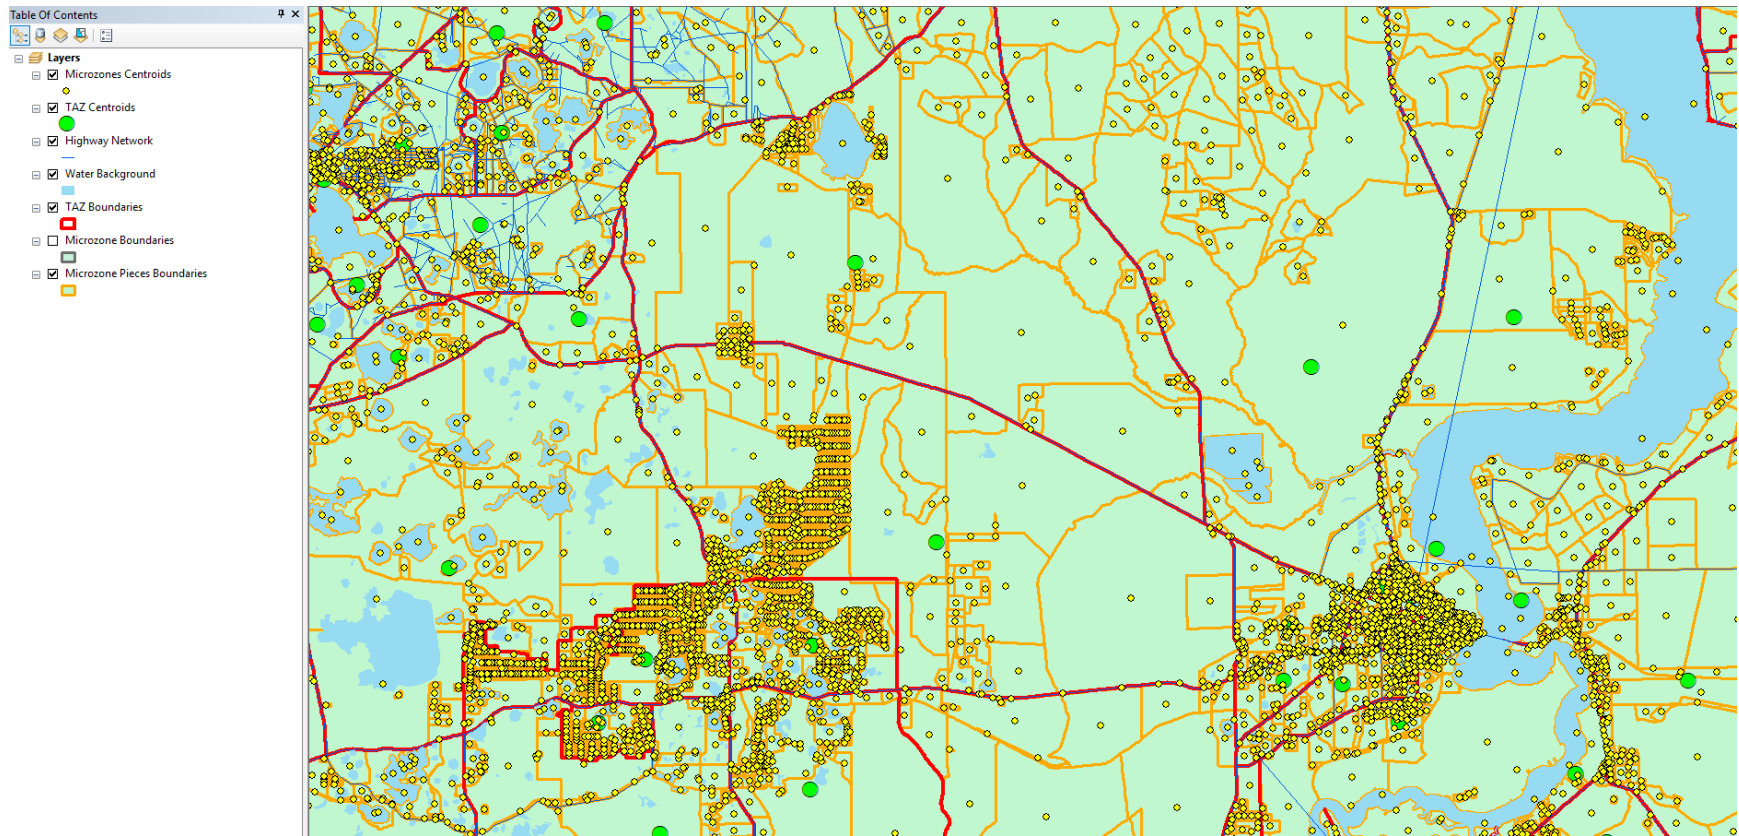 Table Of Contents
Layers
Microzones Centroids
TAZ Centroids
Highway Network
Water Background
TAZ Boundaries
Microzone Boundaries
Microzone Pieces Boundaries